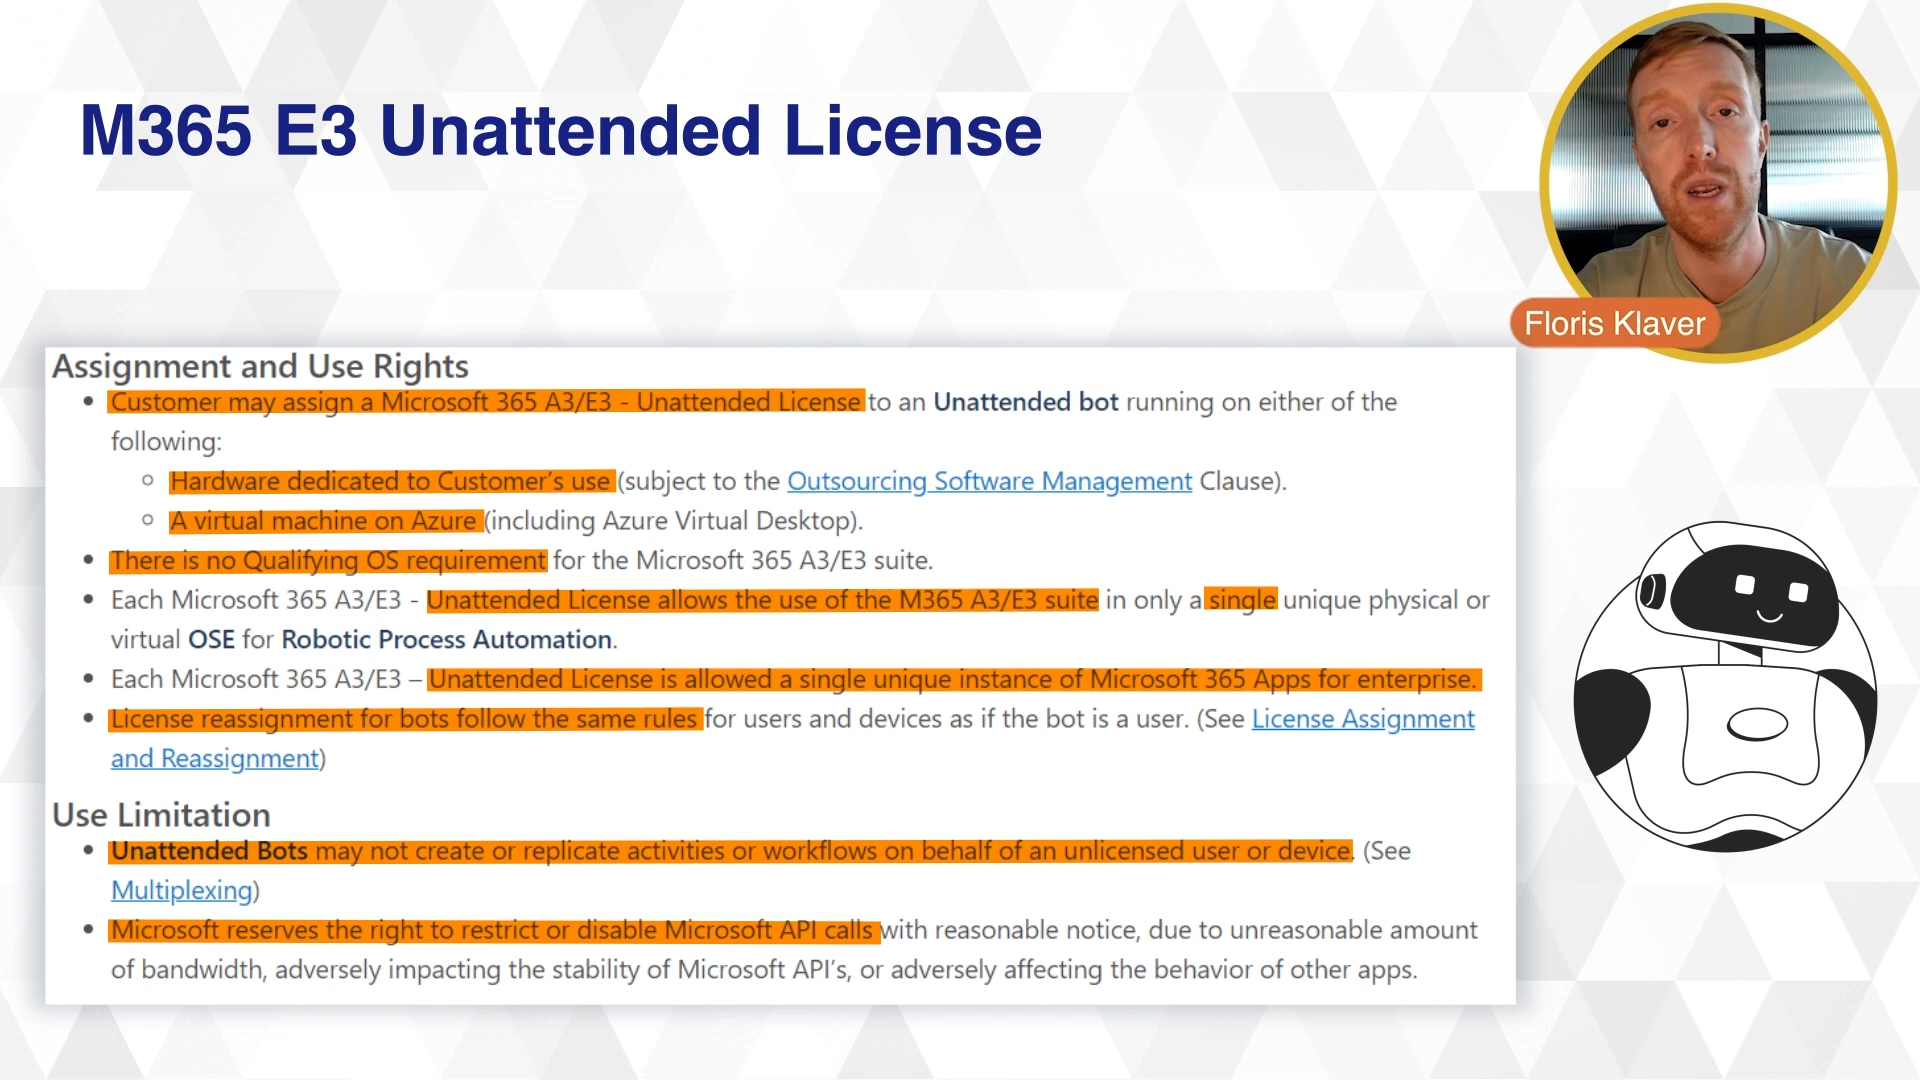 M365 E3 Unattended License
Floris Klaver
Assignment and Use Rights
Customer may assign a Microsoft 365 A3/E3 - Unattended License to an Unattended bot running on either of the
following:
Hardware dedicated to Customer's use (subject to the Outsourcing Software Management Clause).
A virtual machine on Azure (including Azure Virtual Desktop).
There is no Qualifying OS requirement for the Microsoft 365 A3/E3 suite.
Each Microsoft 365 A3/E3 - Unattended License allows the use of the M365 A3/E3 suite in only a single unique physical or
virtual OSE for Robotic Process Automation.
Each Microsoft 365 A3/E3 – Unattended License is allowed a single unique instance of Microsoft 365 Apps for enterprise.
License reassignment for bots follow the same rules for users and devices as if the bot is a user. (See License Assignment
and Reassignment)
Use Limitation
Unattended Bots may not create or replicate activities or workflows on behalf of an unlicensed user or device. (See
Multiplexing)
Microsoft reserves the right to restrict or disable Microsoft API calls with reasonable notice, due to unreasonable amount
of bandwidth, adversely impacting the stability of Microsoft API's, or adversely affecting the behavior of other apps.